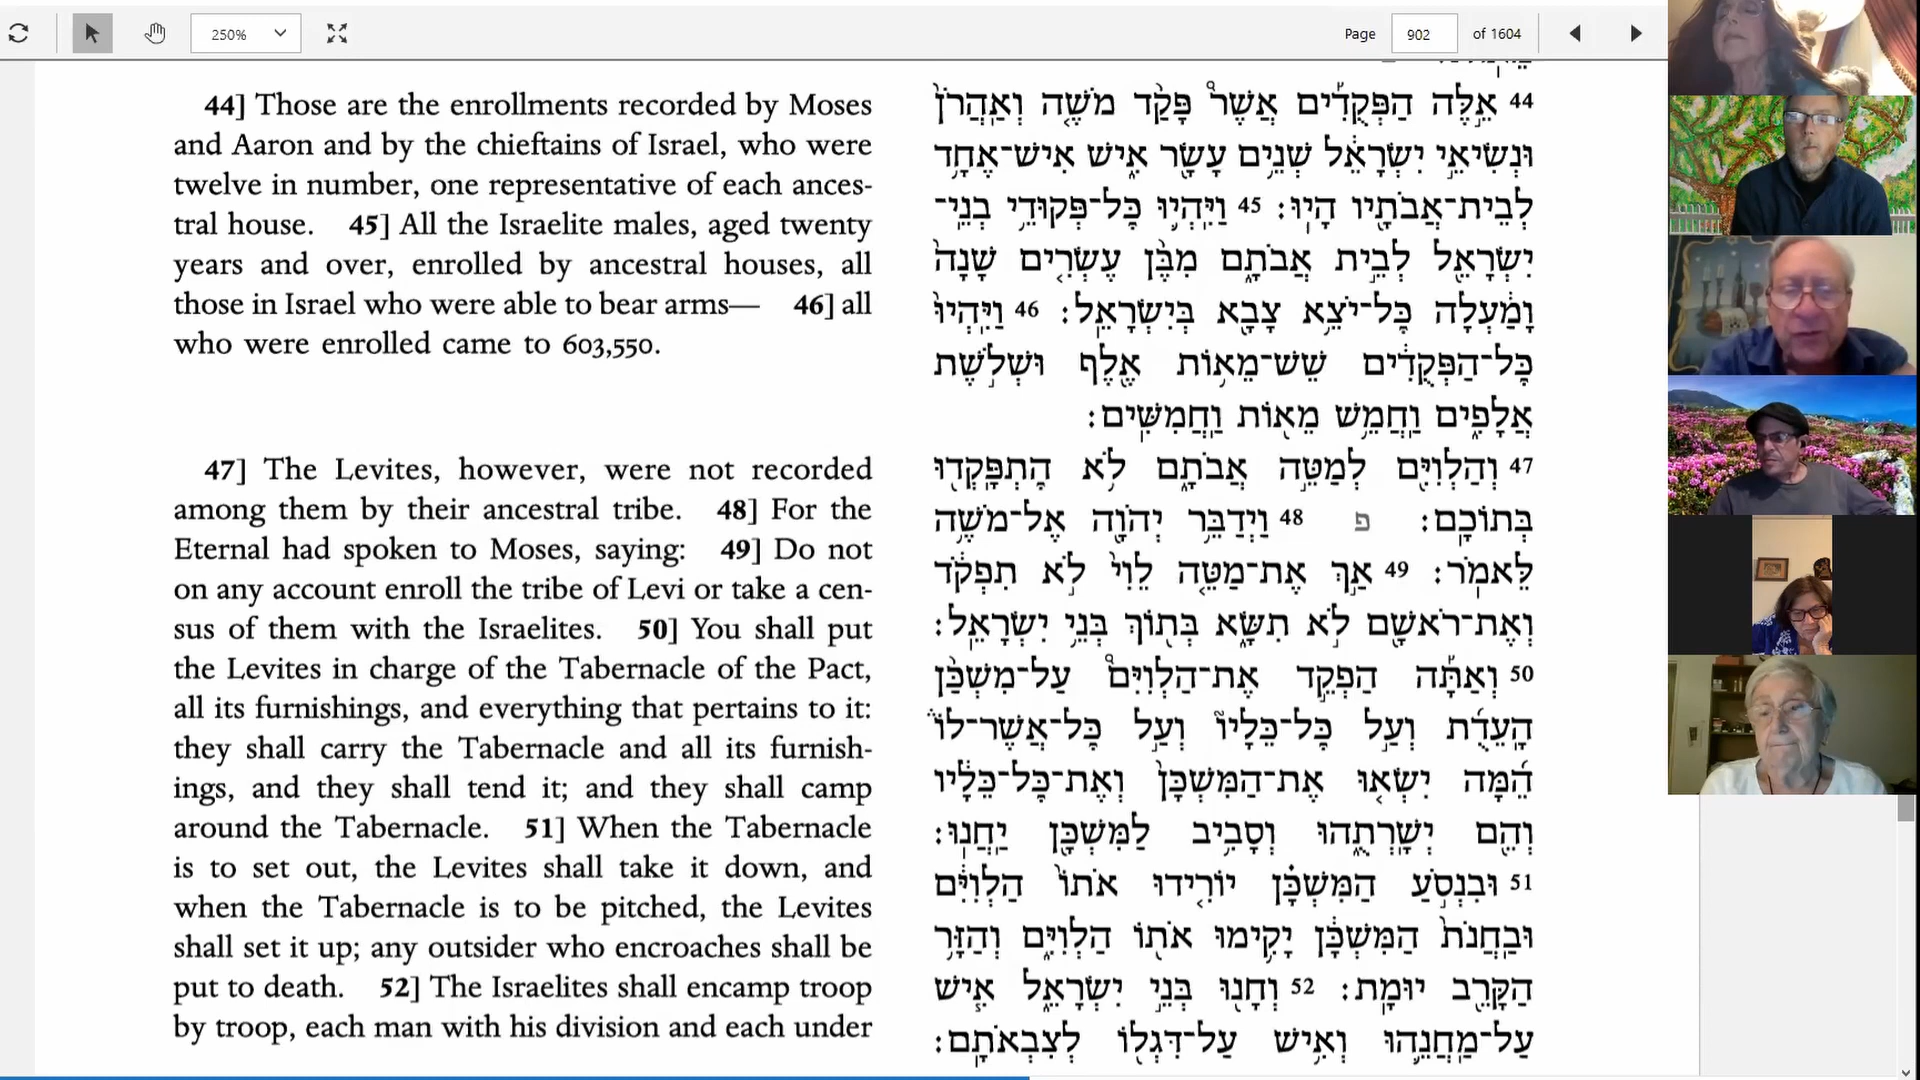 250%
Page 902 of 1604
44] Those are the enrollments recorded by Moses
and Aaron and by the chieftains of Israel, who were
twelve in number, one representative of each ances-
tral house. 45] All the Israelite males, aged twenty
years and over, enrolled by ancestral houses, all
those in Israel who were able to bear arms— 46] all
who were enrolled came to 603,550.
47] The Levites, however, were not recorded
among them by their ancestral tribe. 48] For the
Eternal had spoken to Moses, saying: 49] Do not
on any account enroll the tribe of Levi or take a cen-
sus of them with the Israelites. 50] You shall put
the Levites in charge of the Tabernacle of the Pact,
all its furnishings, and everything that pertains to it:
they shall carry the Tabernacle and all its furnish-
ings, and they shall tend it; and they shall camp
around the Tabernacle. 51] When the Tabernacle
is to set out, the Levites shall take it down, and
when the Tabernacle is to be pitched, the Levites
shall set it up; any outsider who encroaches shall be
put to death. 52] The Israelites shall encamp troop
by troop, each man with his division and each under
44 אֵ֣לֶּה הַפְּקֻדִ֡ים אֲשֶׁר֩ פָּקַ֨ד מֹשֶׁ֤ה וְאַהֲרֹן֙
וּנְשִׂיאֵ֣י יִשְׂרָאֵ֔ל שְׁנֵ֥ים עָשָׂ֖ר אִ֑ישׁ אִישׁ־אֶחָ֥ד
לְבֵית־אֲבֹתָ֖יו הָיֽוּ׃ 45 וַיִּֽהְי֛וּ כׇּל־פְּקוּדֵ֥י בְנֵֽי־
יִשְׂרָאֵ֖ל לְבֵ֣ית אֲבֹתָ֑ם מִבֶּ֨ן עֶשְׂרִ֤ים שָׁנָה֙
וָמַ֔עְלָה כׇּל־יֹצֵ֥א צָבָ֖א בְּיִשְׂרָאֵֽל׃ 46 וַיִּֽהְיוּ֙
כׇּל־הַפְּקֻדִ֔ים שֵׁשׁ־מֵא֥וֹת אֶ֖לֶף וּשְׁלֹ֣שֶׁת
אֲלָפִ֑ים וַחֲמֵ֥שׁ מֵא֖וֹת וַחֲמִשִּֽׁים׃
47 וְהַלְוִיִּ֖ם לְמַטֵּ֣ה אֲבֹתָ֑ם לֹ֥א הׇתְפָּקְד֖וּ
בְּתוֹכָֽם׃ פ 48 וַיְדַבֵּ֥ר יְהֹוָ֖ה אֶל־מֹשֶׁ֥ה
לֵּאמֹֽר׃ 49 אַ֣ךְ אֶת־מַטֵּ֤ה לֵוִי֙ לֹ֣א תִפְקֹ֔ד
וְאֶת־רֹאשָׁ֖ם לֹ֣א תִשָּׂ֑א בְּת֖וֹךְ בְּנֵ֥י יִשְׂרָאֵֽל׃
50 וְאַתָּ֡ה הַפְקֵ֣ד אֶת־הַלְוִיִּם֩ עַל־מִשְׁכַּ֨ן
הָעֵדֻ֜ת וְעַ֣ל כׇּל־כֵּלָיו֮ וְעַ֣ל כׇּל־אֲשֶׁר־לוֹ֒
הֵ֜מָּה יִשְׂא֤וּ אֶת־הַמִּשְׁכָּן֙ וְאֶת־כׇּל־כֵּלָ֔יו
וְהֵ֖ם יְשָׁרְתֻ֑הוּ וְסָבִ֥יב לַמִּשְׁכָּ֖ן יַחֲנֽוּ׃
51 וּבִנְסֹ֣עַ הַמִּשְׁכָּ֗ן יוֹרִ֤ידוּ אֹתוֹ֙ הַלְוִיִּ֔ם
וּבַחֲנֹת֙ הַמִּשְׁכָּ֔ן יָקִ֥ימוּ אֹת֖וֹ הַלְוִיִּ֑ם וְהַזָּ֥ר
הַקָּרֵ֖ב יוּמָֽת׃ 52 וְחָנ֖וּ בְּנֵ֣י יִשְׂרָאֵ֑ל אִ֧ישׁ
עַֽל־מַחֲנֵ֛הוּ וְאִ֥ישׁ עַל־דִּגְל֖וֹ לְצִבְאֹתָֽם׃